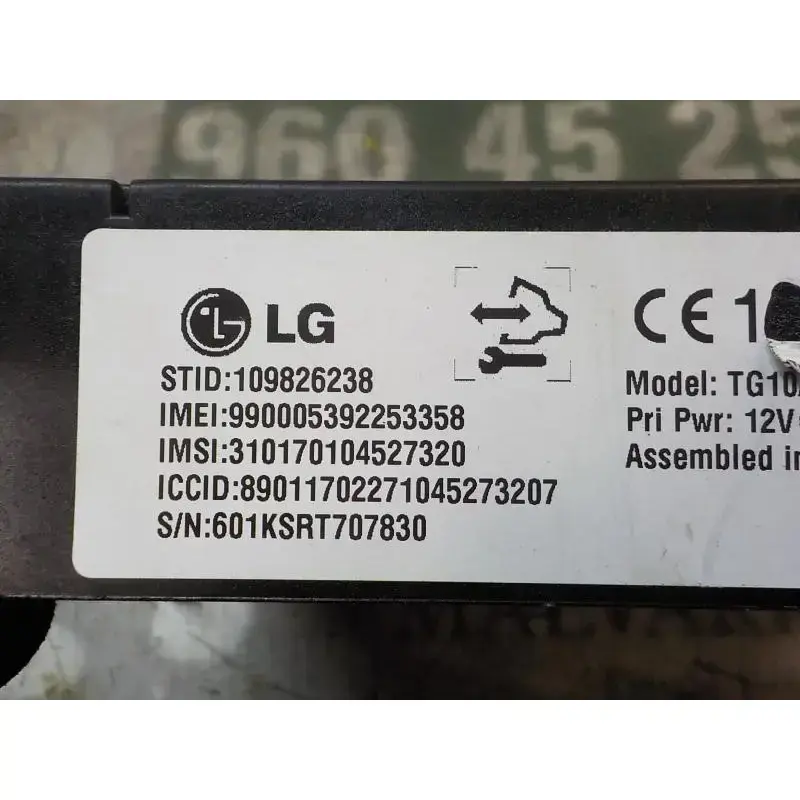 960 45 25
LG
CE 1
STID:109826238
IMEI:990005392253358
IMSI:310170104527320
ICCID:89011702271045273207
S/N:601KSRT707830
Model: TG10
Pri Pwr: 12V
Assembled in